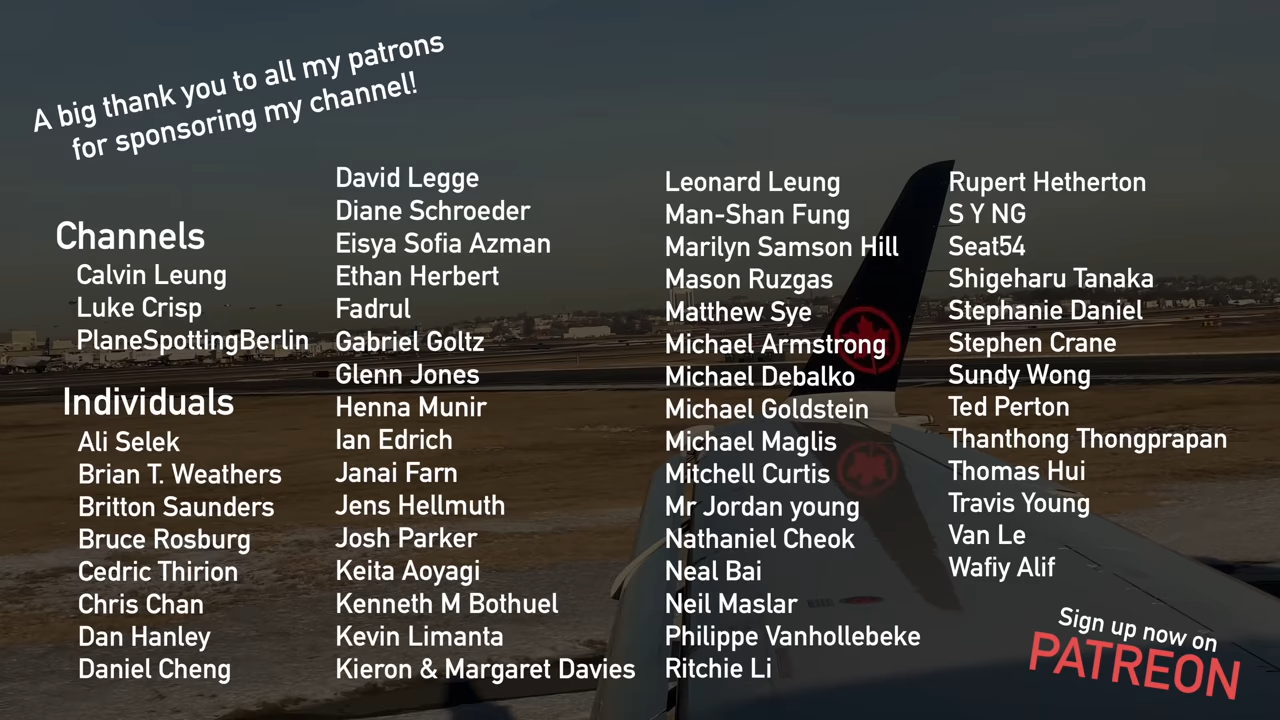 A big thank you to all my patrons
for sponsoring my channel!
Channels
Calvin Leung
Luke Crisp
PlaneSpottingBerlin
Individuals
Ali Selek
Brian T. Weathers
Britton Saunders
Bruce Rosburg
Cedric Thirion
Chris Chan
Dan Hanley
Daniel Cheng
David Legge
Diane Schroeder
Eisya Sofia Azman
Ethan Herbert
Fadrul
Gabriel Goltz
Glenn Jones
Henna Munir
Ian Edrich
Janai Farn
Jens Hellmuth
Josh Parker
Keita Aoyagi
Kenneth M Bothuel
Kevin Limanta
Kieron & Margaret Davies
Leonard Leung
Man-Shan Fung
Marilyn Samson Hill
Mason Ruzgas
Matthew Sye
Michael Armstrong
Michael Debalko
Michael Goldstein
Michael Maglis
Mitchell Curtis
Mr Jordan young
Nathaniel Cheok
Neal Bai
Neil Maslar
Philippe Vanhollebeke
Ritchie Li
Rupert Hetherton
S Y NG
Seat54
Shigeharu Tanaka
Stephanie Daniel
Stephen Crane
Sundy Wong
Ted Perton
Thanthong Thongprapan
Thomas Hui
Travis Young
Van Le
Wafiy Alif
Sign up now on
PATREON